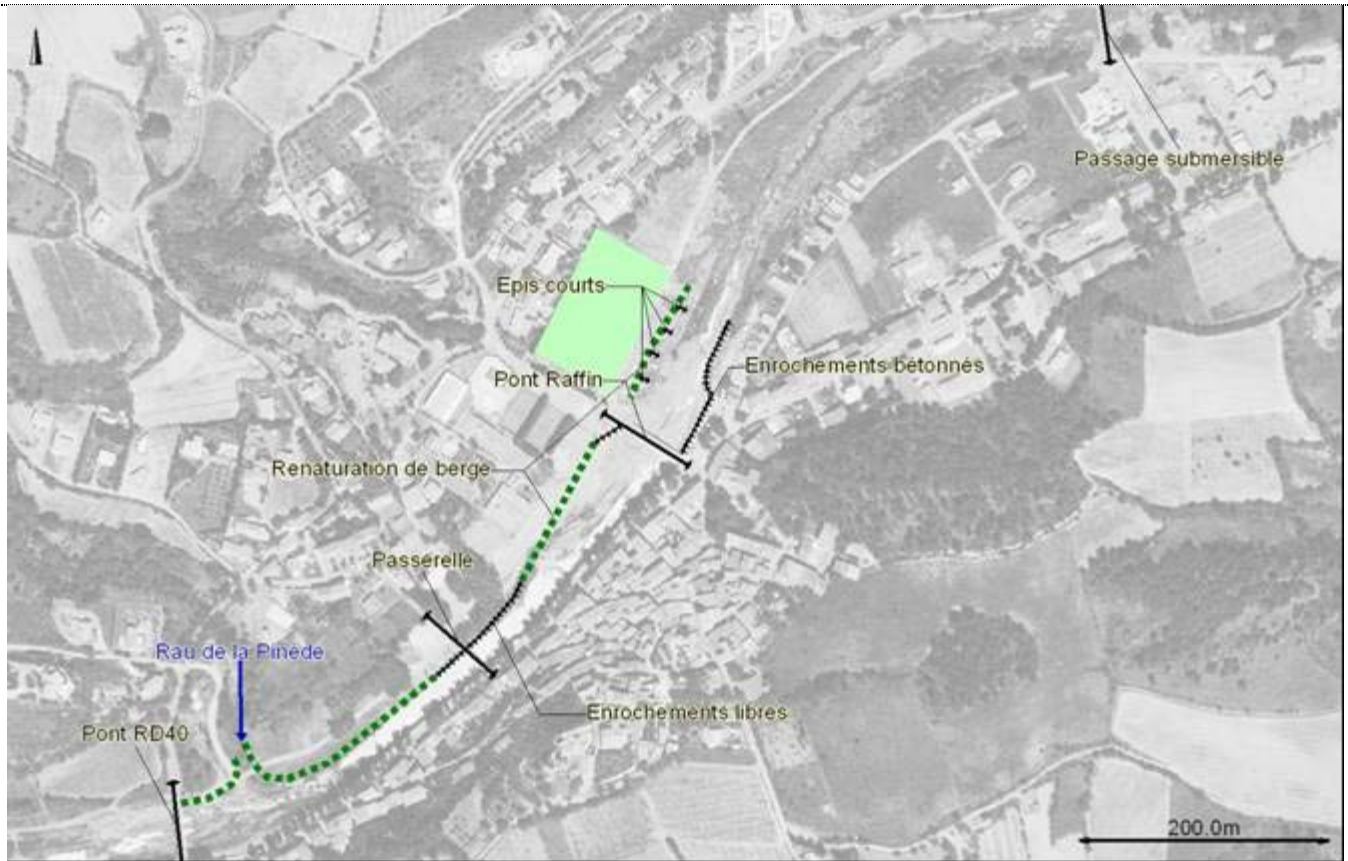 Passage submersible
Epis courts
Enrochements bétonnés
Pont Raffin
Renaturation de berge
Passerelle
Rau de la Pinède
Enrochements libres
Pont RD40
200.0m